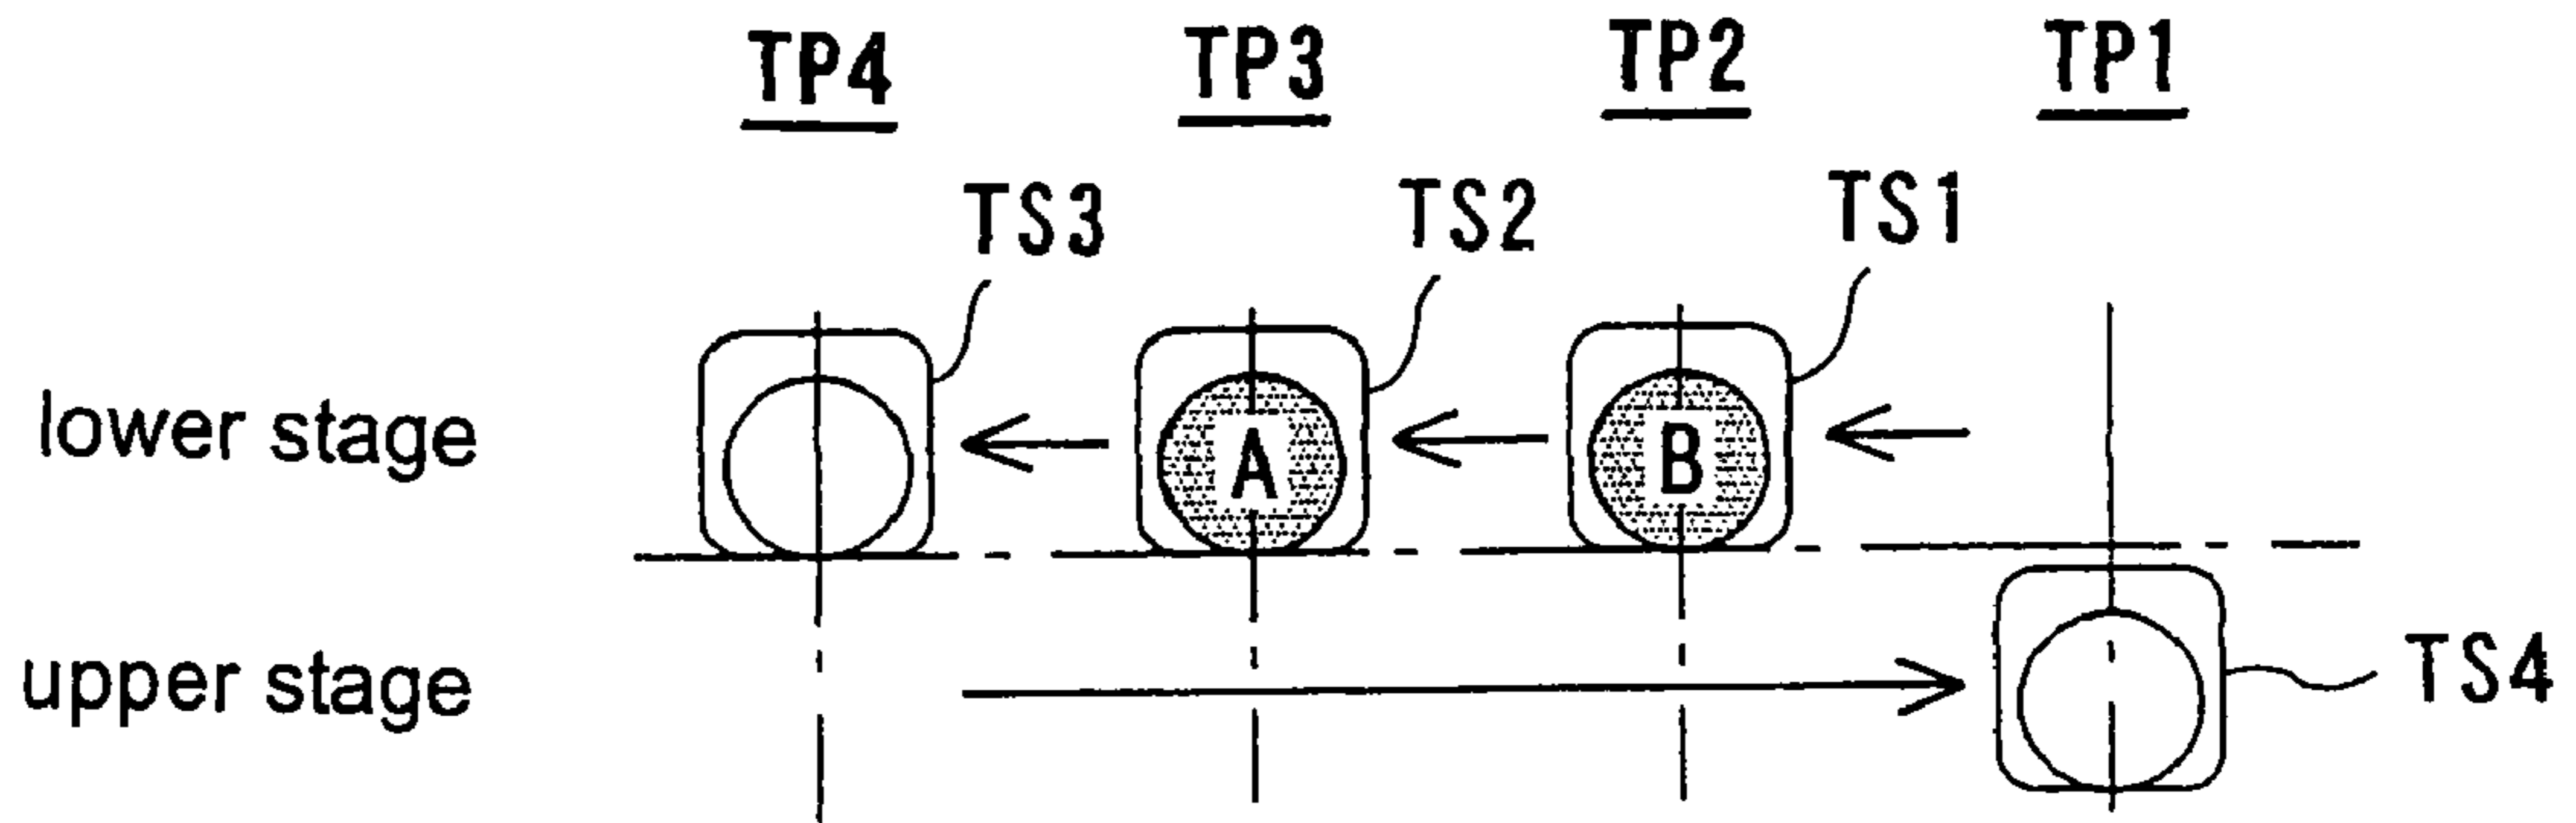 TP4 TP3 TP2 TP1
TS3 TS2 TS1
lower stage A B
upper stage TS4